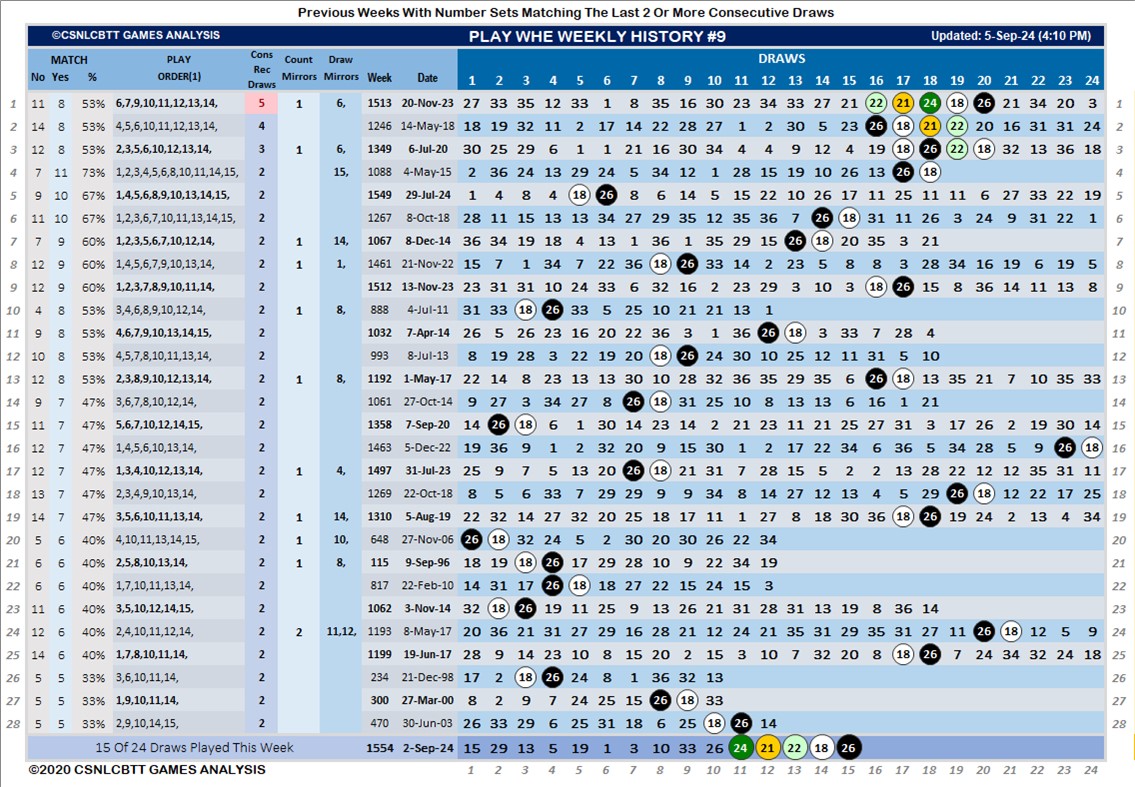 Previous Weeks With Number Sets Matching The Last 2 Or More Consecutive Draws
©CSNLCBTT GAMES ANALYSIS PLAY WHE WEEKLY HISTORY #9 Updated: 5-Sep-24 (4:10 PM)
MATCH PLAY Cons Count Draw DRAWS
No Yes % ORDER(1) Rec Draws Mirrors Mirrors Week Date 1 2 3 4 5 6 7 8 9 10 11 12 13 14 15 16 17 18 19 20 21 22 23 24
1 11 8 53% 6,7,9,10,11,12,13,14, 5 1 6, 1513 20-Nov-23 27 33 35 12 33 1 8 35 16 30 23 34 33 27 21 22 21 24 18 26 21 34 20 3 1
2 14 8 53% 4,5,6,10,11,12,13,14, 4 1246 14-May-18 18 19 32 11 2 17 14 22 28 27 1 2 30 5 23 26 18 21 22 20 16 31 31 24 2
3 12 8 53% 2,3,5,6,10,12,13,14, 3 1 6, 1349 6-Jul-20 30 25 29 6 1 1 21 16 30 34 4 4 9 12 4 19 18 26 22 18 32 13 36 18 3
4 7 11 73% 1,2,3,4,5,6,8,10,11,14,15, 2 15, 1088 4-May-15 2 36 24 13 29 24 5 34 12 1 28 15 19 10 26 13 26 18 4
5 9 10 67% 1,4,5,6,8,9,10,13,14,15, 2 1549 29-Jul-24 1 4 8 4 18 26 8 6 14 5 15 22 10 26 17 11 25 11 11 6 27 33 22 19 5
6 11 10 67% 1,2,3,6,7,10,11,13,14,15, 2 1267 8-Oct-18 28 11 15 13 13 34 27 29 35 12 35 36 7 26 18 31 11 26 3 24 9 31 22 1 6
7 7 9 60% 1,2,3,5,6,7,10,12,14, 2 1 14, 1067 8-Dec-14 36 34 19 18 4 13 1 36 1 35 29 15 26 18 20 35 3 21 7
8 12 9 60% 1,4,5,6,7,9,10,13,14, 2 1 1, 1461 21-Nov-22 15 7 1 34 7 22 36 18 26 33 14 2 23 5 8 8 3 28 34 16 19 6 19 5 8
9 12 9 60% 1,2,3,7,8,9,10,13,14, 2 1512 13-Nov-23 23 31 31 10 24 33 6 32 16 2 23 29 3 10 3 18 26 15 8 36 14 11 13 8 9
10 4 8 53% 3,4,6,8,9,10,12,14, 2 1 8, 888 4-Jul-11 31 33 18 26 33 5 25 10 21 21 13 1 10
11 9 8 53% 4,6,7,9,10,13,14,15, 2 1032 7-Apr-14 26 5 26 23 16 20 22 36 3 1 36 26 18 3 33 7 28 4 11
12 10 8 53% 4,5,7,8,10,11,13,14, 2 993 8-Jul-13 8 19 28 3 22 19 20 18 26 24 30 10 25 12 11 31 5 10 12
13 12 8 53% 2,3,8,9,10,12,13,14, 2 1 8, 1192 1-May-17 22 14 8 23 13 13 30 10 28 32 36 35 29 35 6 26 18 13 35 21 7 10 35 33 13
14 9 7 47% 3,6,7,8,10,12,14, 2 1061 27-Oct-14 9 27 3 34 27 8 26 18 31 25 10 8 13 13 6 16 1 21 14
15 11 7 47% 5,6,7,10,12,14,15, 2 1358 7-Sep-20 14 26 18 6 1 30 14 23 14 2 21 23 11 21 25 27 31 3 17 26 2 19 30 14 15
16 12 7 47% 1,4,5,6,10,13,14, 2 1463 5-Dec-22 19 36 9 1 2 32 5 9 15 30 1 2 17 22 34 6 36 5 34 28 5 9 26 18 16
17 12 7 47% 1,3,4,10,12,13,14, 2 1 4, 1497 31-Jul-23 25 9 7 5 13 20 26 18 21 31 7 28 15 5 2 2 13 28 22 12 12 35 31 11 17
18 13 7 47% 2,3,4,9,10,13,14, 2 1269 22-Oct-18 8 5 6 33 7 29 29 9 9 34 8 14 27 12 13 4 5 29 26 18 12 22 17 25 18
19 14 7 47% 3,5,6,10,11,13,14, 2 1 14, 1310 5-Aug-19 22 32 14 27 32 20 25 18 17 11 1 27 8 18 30 36 18 26 19 24 2 13 4 34 19
20 5 6 40% 4,10,11,13,14,15, 2 1 10, 648 27-Nov-06 26 18 32 24 5 2 30 20 30 26 22 34 20
21 6 6 40% 2,5,8,10,13,14, 2 1 8, 115 9-Sep-96 18 19 18 26 17 29 28 10 9 22 34 19 21
22 6 6 40% 1,7,10,11,13,14, 2 817 22-Feb-10 14 31 17 26 18 18 27 22 15 24 15 3 22
23 11 6 40% 3,5,10,12,14,15, 2 1062 3-Nov-14 32 18 26 19 11 25 9 13 26 21 31 28 31 13 19 8 36 14 23
24 12 6 40% 2,4,10,11,12,14, 2 2 11,12, 1193 8-May-17 20 36 21 31 27 29 16 28 21 12 24 21 35 31 29 35 31 27 11 26 18 12 5 9 24
25 14 6 40% 1,7,8,10,11,14, 2 1199 19-Jun-17 28 9 14 23 10 8 15 20 2 15 3 10 7 32 20 8 18 26 7 24 34 32 24 18 25
26 5 5 33% 3,6,10,11,14, 2 234 21-Dec-98 17 2 18 26 24 8 1 36 32 13 26
27 5 5 33% 1,9,10,11,14, 2 300 27-Mar-00 8 2 9 7 24 25 15 26 18 33 27
28 5 5 33% 2,9,10,14,15, 2 470 30-Jun-03 26 33 29 6 25 31 18 6 25 18 26 14 28
15 Of 24 Draws Played This Week 1554 2-Sep-24 15 29 13 5 19 1 3 10 33 26 24 21 22 18 26
©2020 CSNLCBTT GAMES ANALYSIS 1 2 3 4 5 6 7 8 9 10 11 12 13 14 15 16 17 18 19 20 21 22 23 24